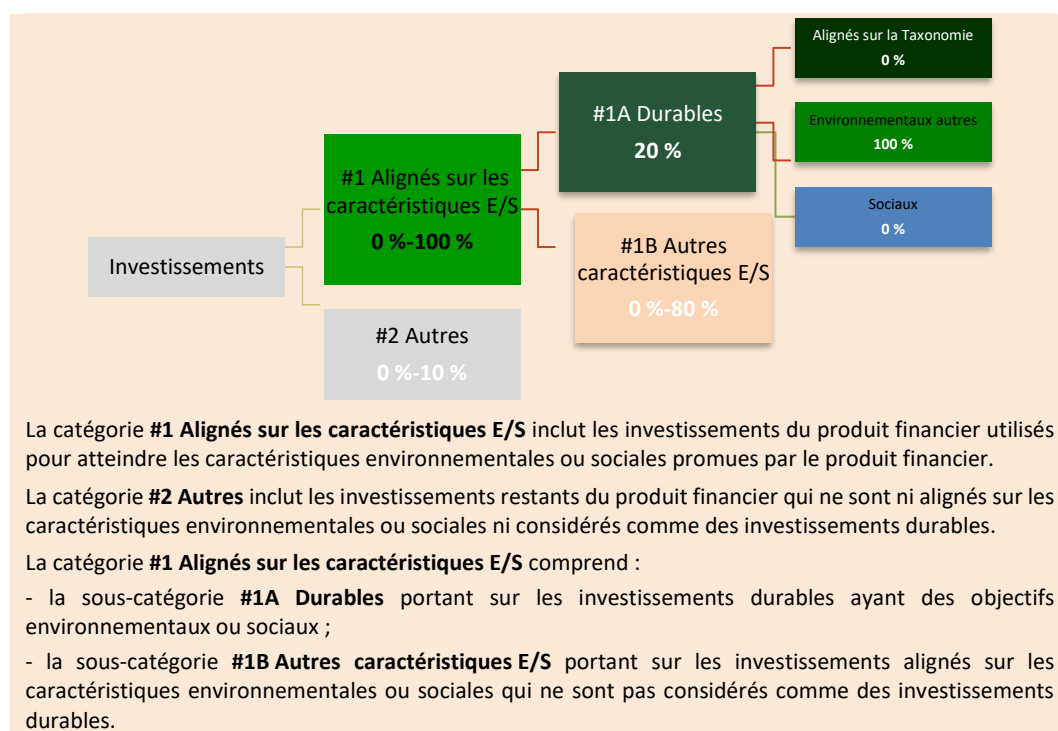 Alignés sur la Taxonomie
0 %
#1A Durables
20 %
Environnementaux autres
100 %
#1 Alignés sur les
caractéristiques E/S
0 %-100 %
Sociaux
0 %
Investissements
#1B Autres
caractéristiques E/S
0 %-80 %
#2 Autres
0 %-10 %
La catégorie #1 Alignés sur les caractéristiques E/S inclut les investissements du produit financier utilisés
pour atteindre les caractéristiques environnementales ou sociales promues par le produit financier.
La catégorie #2 Autres inclut les investissements restants du produit financier qui ne sont ni alignés sur les
caractéristiques environnementales ou sociales ni considérés comme des investissements durables.
La catégorie #1 Alignés sur les caractéristiques E/S comprend :
- la sous-catégorie #1A Durables portant sur les investissements durables ayant des objectifs
environnementaux ou sociaux ;
- la sous-catégorie #1B Autres caractéristiques E/S portant sur les investissements alignés sur les
caractéristiques environnementales ou sociales qui ne sont pas considérés comme des investissements
durables.